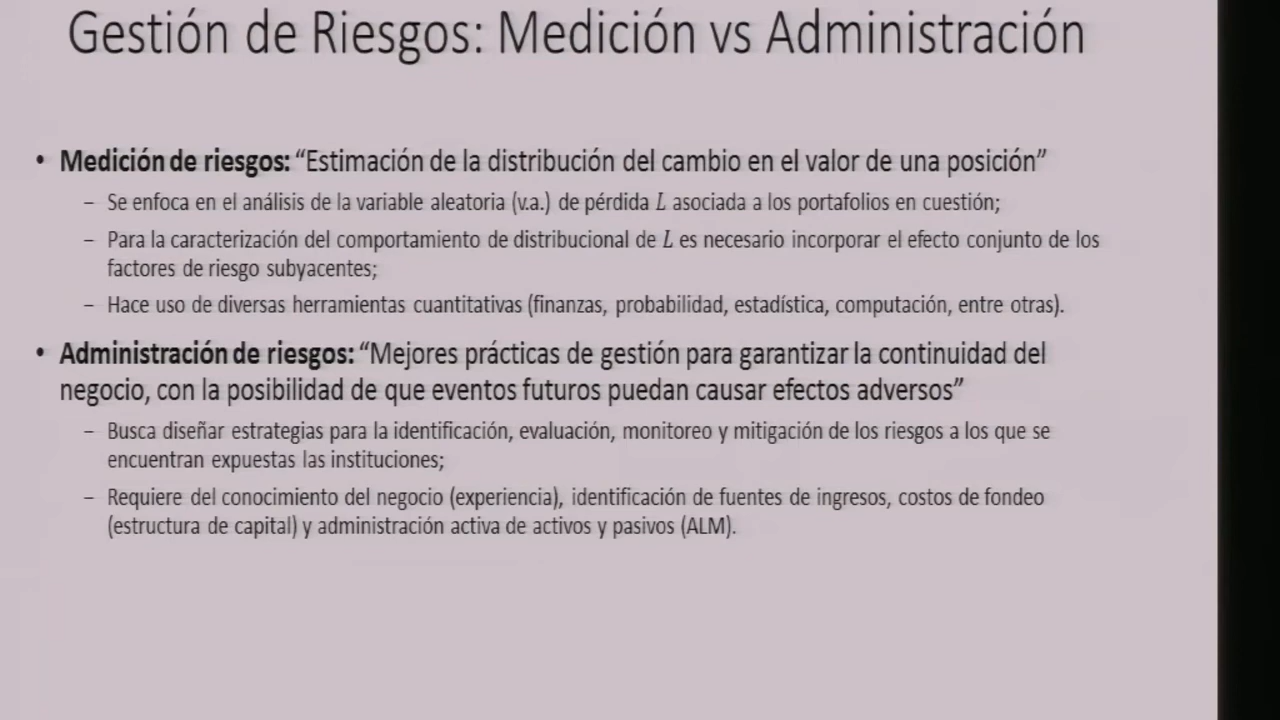 Gestión de Riesgos: Medición vs Administración
• Medición de riesgos: “Estimación de la distribución del cambio en el valor de una posición”
– Se enfoca en el análisis de la variable aleatoria (v.a.) de pérdida L asociada a los portafolios en cuestión;
– Para la caracterización del comportamiento de distribucional de L es necesario incorporar el efecto conjunto de los
factores de riesgo subyacentes;
– Hace uso de diversas herramientas cuantitativas (finanzas, probabilidad, estadística, computación, entre otras).
• Administración de riesgos: “Mejores prácticas de gestión para garantizar la continuidad del
negocio, con la posibilidad de que eventos futuros puedan causar efectos adversos”
– Busca diseñar estrategias para la identificación, evaluación, monitoreo y mitigación de los riesgos a los que se
encuentran expuestas las instituciones;
– Requiere del conocimiento del negocio (experiencia), identificación de fuentes de ingresos, costos de fondeo
(estructura de capital) y administración activa de activos y pasivos (ALM).